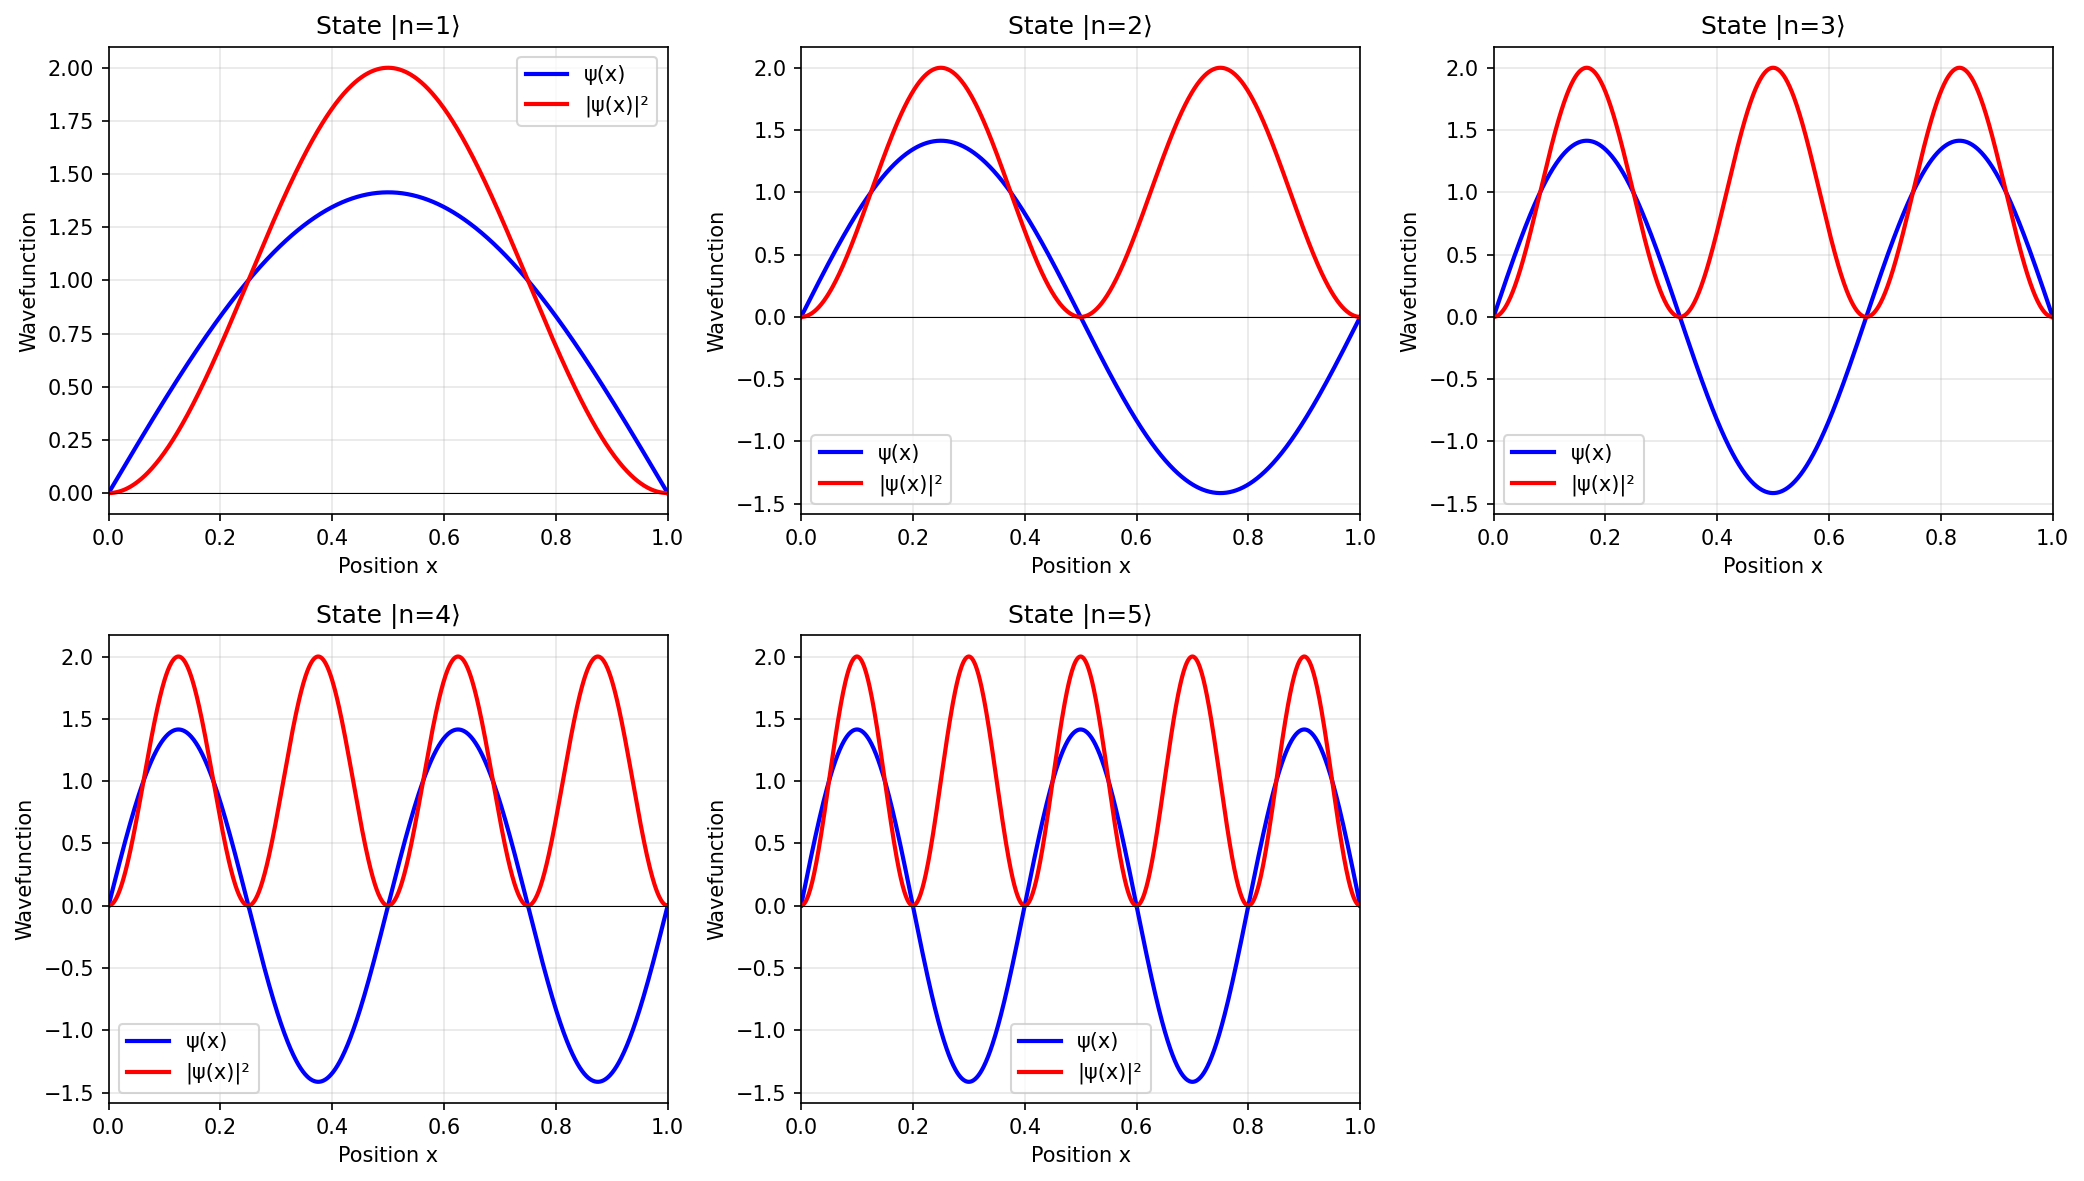 State |n=1⟩
2.00
1.75
1.50
1.25
1.00
0.75
0.50
0.25
0.00
Wavefunction
ψ(x)
|ψ(x)|²
0.0 0.2 0.4 0.6 0.8 1.0
Position x
State |n=2⟩
2.0
1.5
1.0
0.5
0.0
−0.5
−1.0
−1.5
Wavefunction
ψ(x)
|ψ(x)|²
0.0 0.2 0.4 0.6 0.8 1.0
Position x
State |n=3⟩
2.0
1.5
1.0
0.5
0.0
−0.5
−1.0
−1.5
Wavefunction
ψ(x)
|ψ(x)|²
0.0 0.2 0.4 0.6 0.8 1.0
Position x
State |n=4⟩
2.0
1.5
1.0
0.5
0.0
−0.5
−1.0
−1.5
Wavefunction
ψ(x)
|ψ(x)|²
0.0 0.2 0.4 0.6 0.8 1.0
Position x
State |n=5⟩
2.0
1.5
1.0
0.5
0.0
−0.5
−1.0
−1.5
Wavefunction
ψ(x)
|ψ(x)|²
0.0 0.2 0.4 0.6 0.8 1.0
Position x